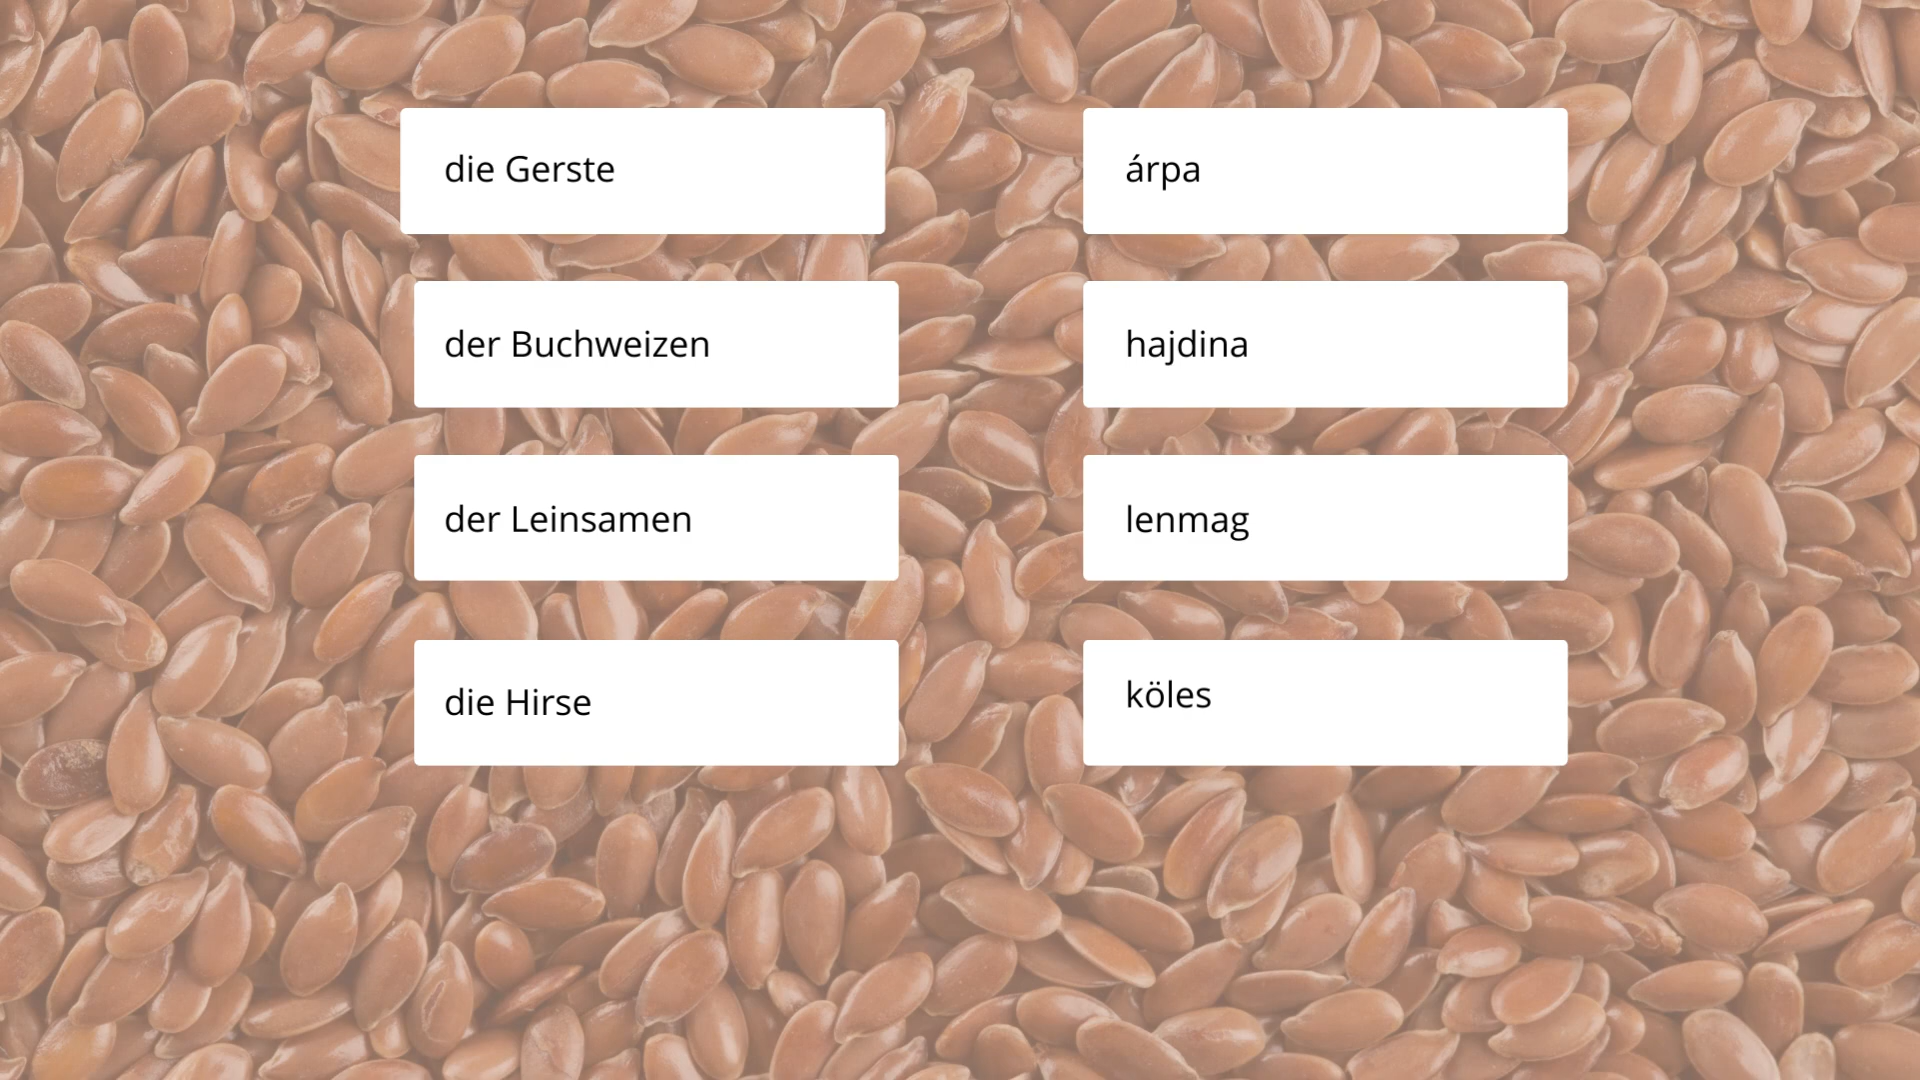 die Gerste
árpa
der Buchweizen
hajdina
der Leinsamen
lenmag
die Hirse
köles